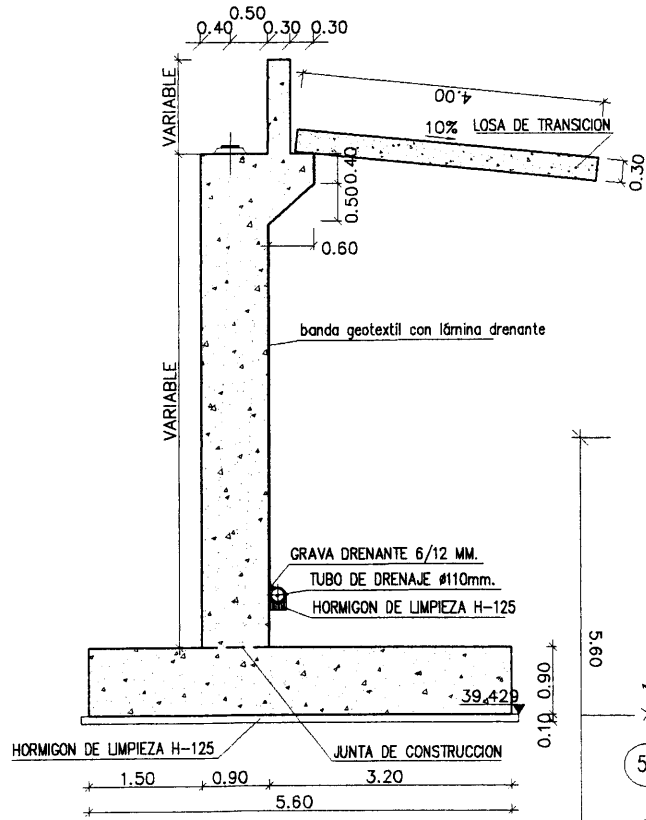 0.50
0.40 0.30 0.30
VARIABLE
4.00
10% LOSA DE TRANSICION
0.40
0.30
0.50
0.60
banda geotextíl con lámina drenante
VARIABLE
GRAVA DRENANTE 6/12 MM.
TUBO DE DRENAJE ø110mm.
HORMIGON DE LIMPIEZA H-125
5.60
0.90
39.429
0.10
HORMIGON DE LIMPIEZA H-125
JUNTA DE CONSTRUCCION
5
1.50 0.90 3.20
5.60